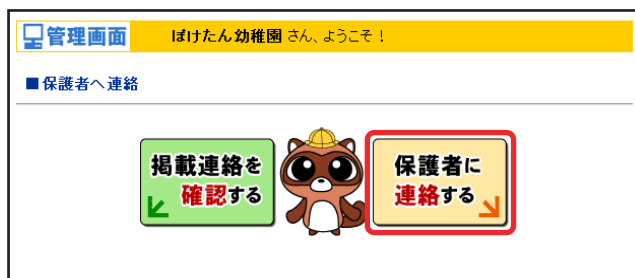 管理画面 ぽけたん幼稚園 さん、ようこそ！
■保護者へ連絡
掲載連絡を
確認する
保護者に
連絡する